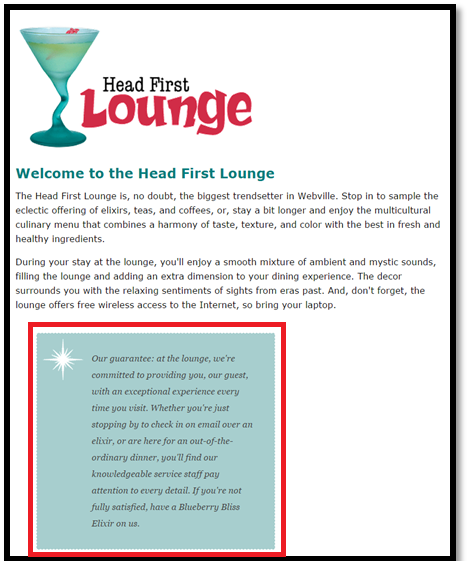 Head First
Lounge
Welcome to the Head First Lounge
The Head First Lounge is, no doubt, the biggest trendsetter in Webville. Stop in to sample the
eclectic offering of elixirs, teas, and coffees, or, stay a bit longer and enjoy the multicultural
culinary menu that combines a harmony of taste, texture, and color with the best in fresh and
healthy ingredients.
During your stay at the lounge, you'll enjoy a smooth mixture of ambient and mystic sounds,
filling the lounge and adding an extra dimension to your dining experience. The decor
surrounds you with the relaxing sentiments of sights from eras past. And, don't forget, the
lounge offers free wireless access to the Internet, so bring your laptop.
Our guarantee: at the lounge, we're
committed to providing you, our guest,
with an exceptional experience every
time you visit. Whether you're just
stopping by to check in on email over an
elixir, or are here for an out-of-the-
ordinary dinner, you'll find our
knowledgeable service staff pay
attention to every detail. If you're not
fully satisfied, have a Blueberry Bliss
Elixir on us.